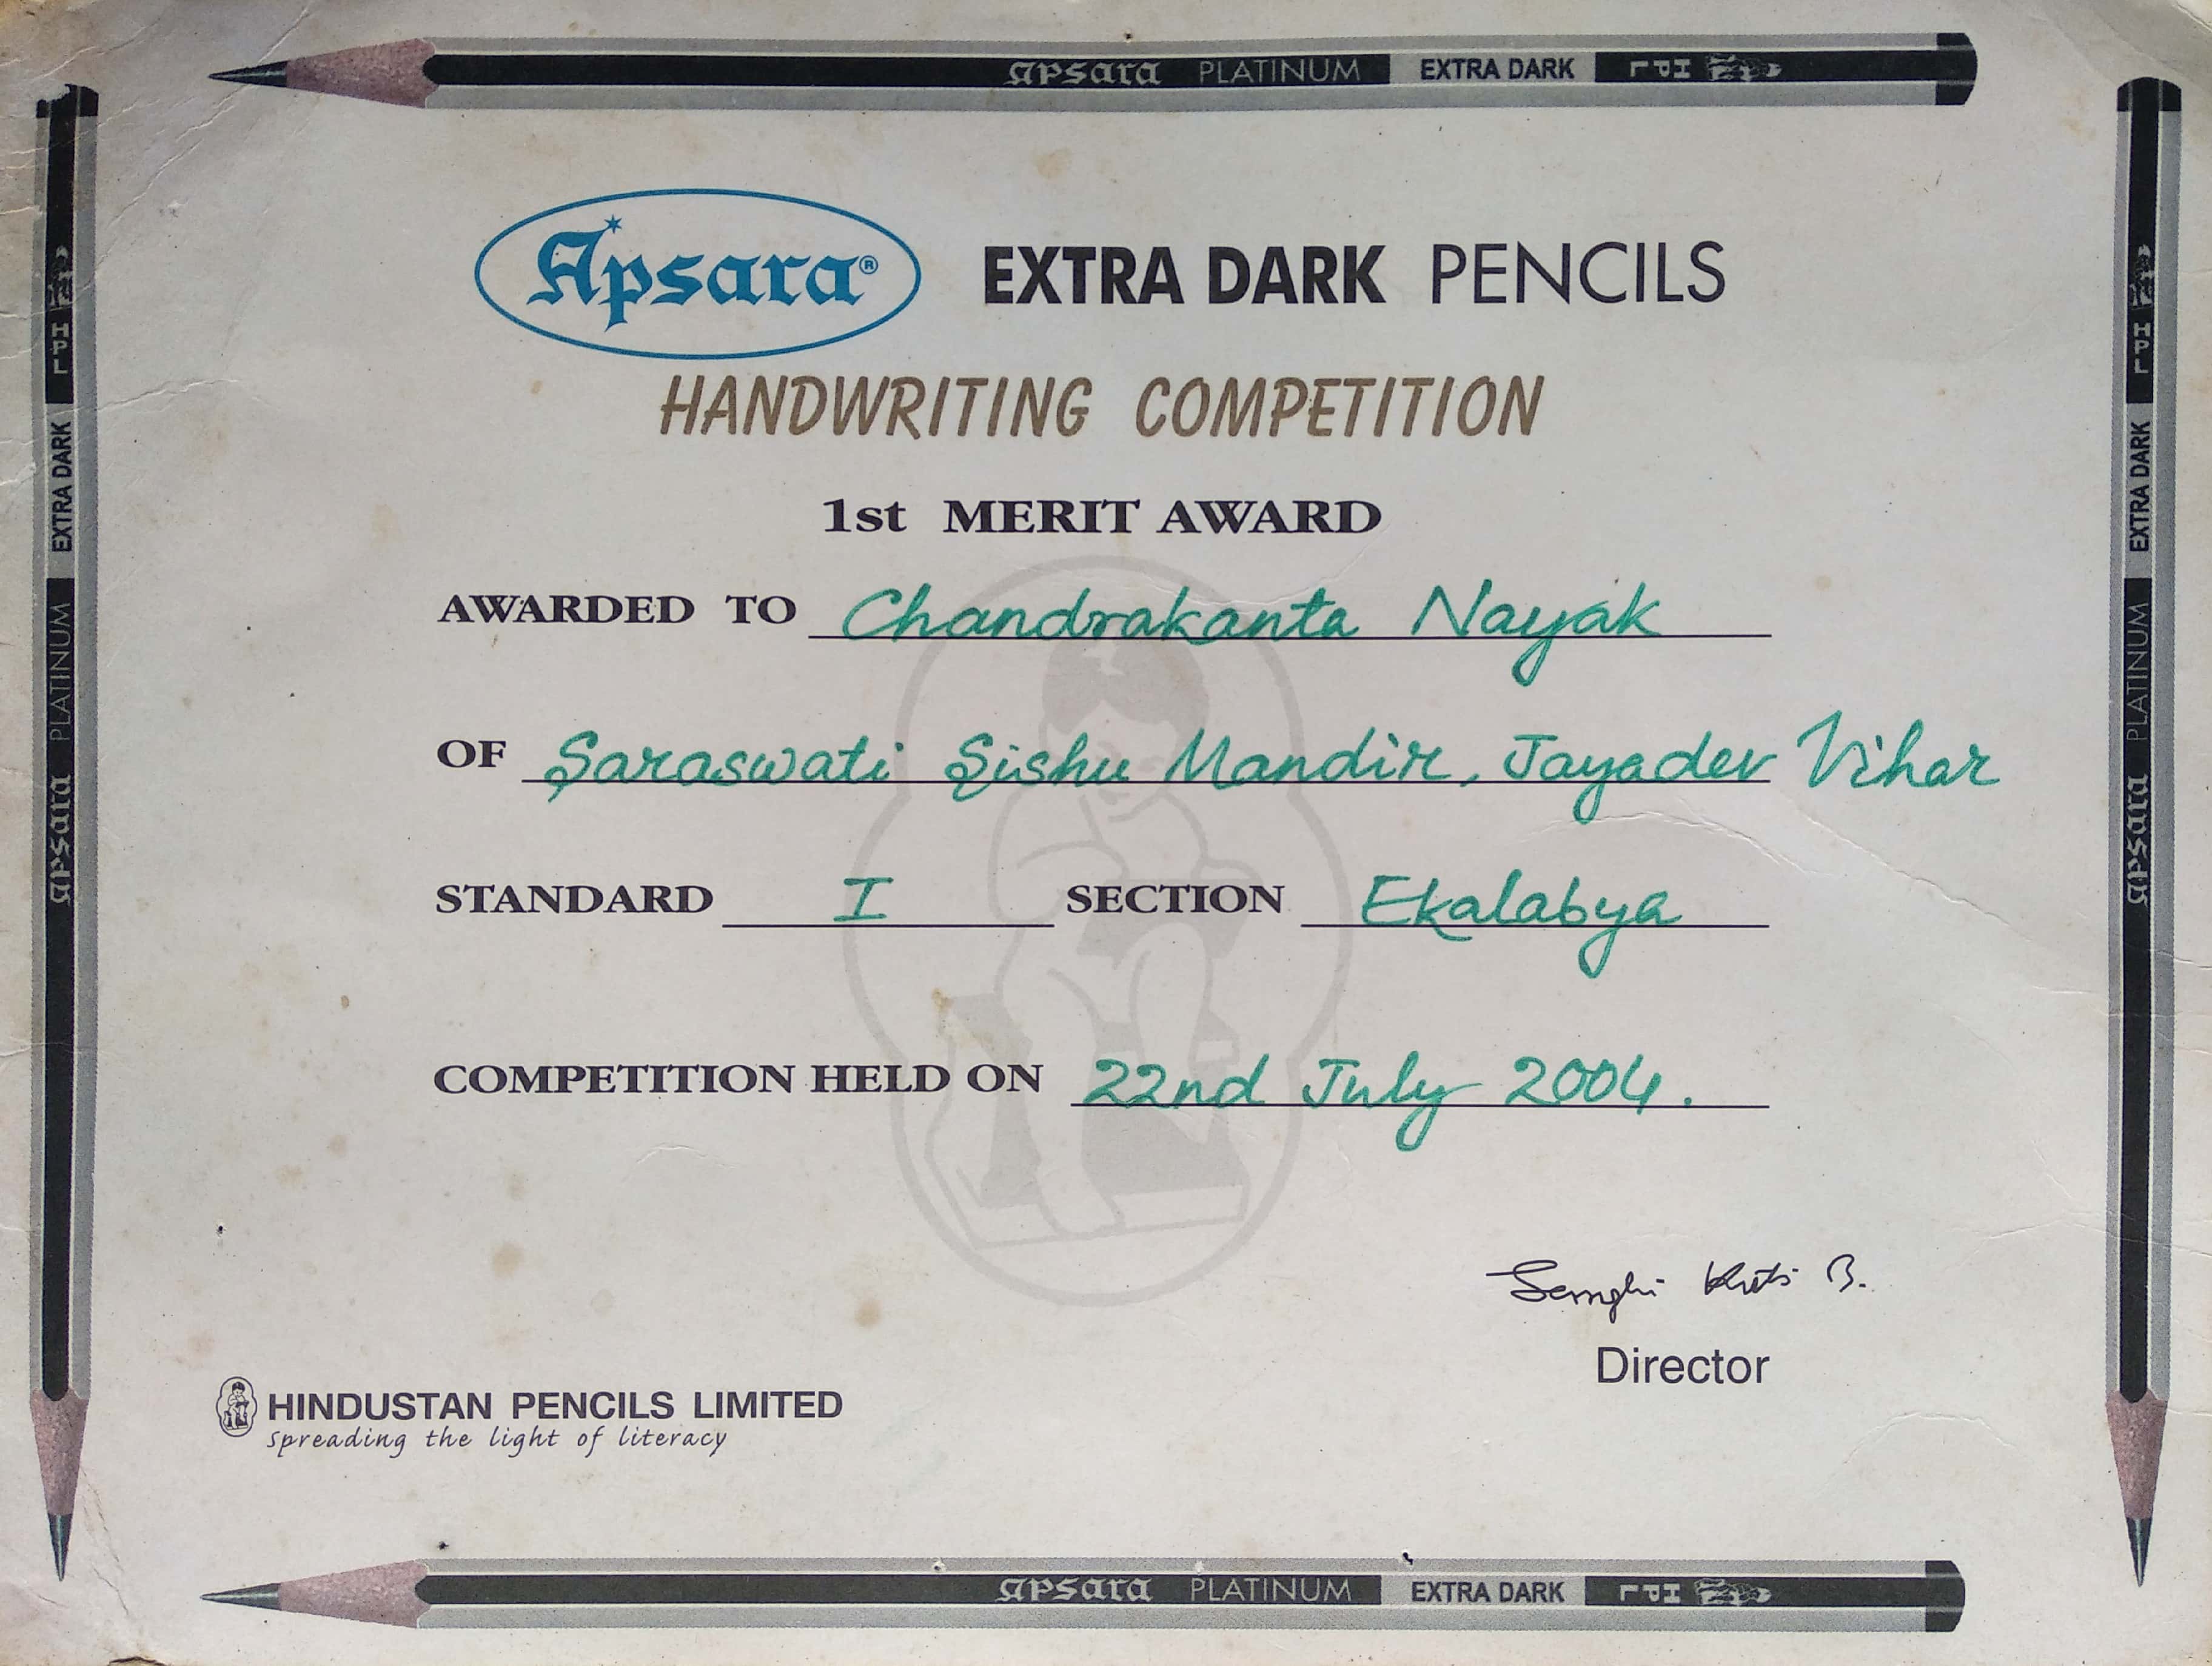 apsara PLATINUM EXTRA DARK HPL
Apsara® EXTRA DARK PENCILS
HANDWRITING COMPETITION
1st MERIT AWARD
AWARDED TO Chandrakanta Nayak
OF Saraswati Sishu Mandir, Jayadev Vihar
STANDARD I SECTION Ekalabya
COMPETITION HELD ON 22nd July 2004.
Director
HINDUSTAN PENCILS LIMITED
Spreading the light of literacy
apsara PLATINUM EXTRA DARK HPL
apsara PLATINUM EXTRA DARK HPL
apsara PLATINUM EXTRA DARK HPL